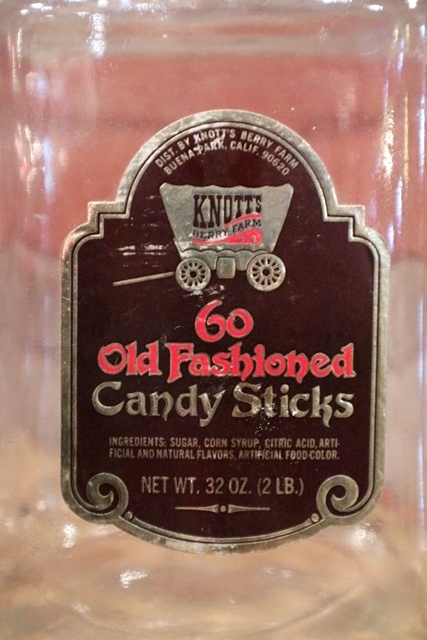 DIST. BY KNOTT'S BERRY FARM
BUENA PARK, CALIF. 90620
KNOTT'S
BERRY FARM
60
Old Fashioned
Candy Sticks
INGREDIENTS: SUGAR, CORN SYRUP, CITRIC ACID, ARTI-
FICIAL AND NATURAL FLAVORS, ARTIFICIAL FOOD COLOR.
NET WT. 32 OZ. (2 LB.)